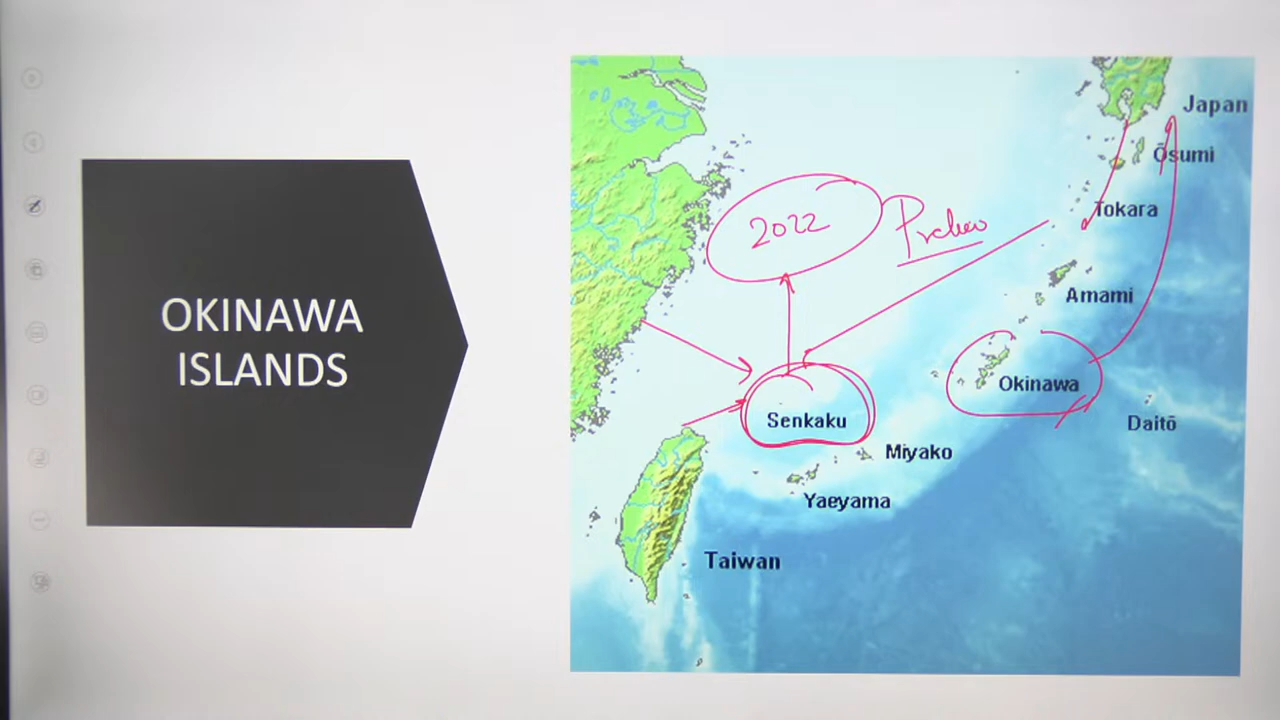 OKINAWA
ISLANDS
Japan
Ōsumi
2022
Tokara
Amami
Okinawa
Senkaku
Daitō
Miyako
Yaeyama
Taiwan